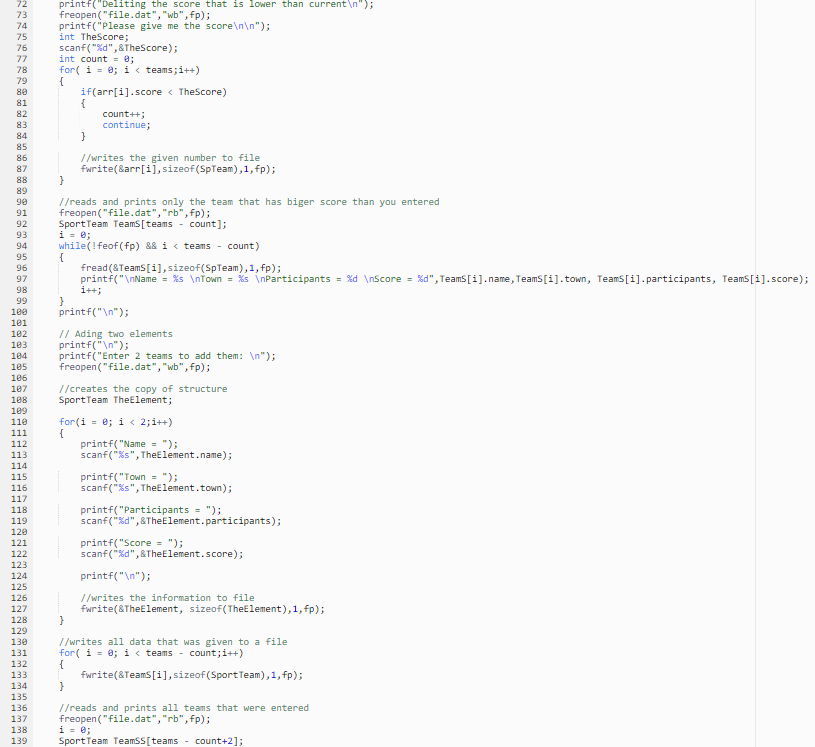 72 printf("Deliting the score that is lower than current\n");
73 freopen("file.dat","wb",fp);
74 printf("Please give me the score\n\n");
75 int TheScore;
76 scanf("%d",&TheScore);
77 int count = 0;
78 for( i = 0; i < teams;i++)
79 {
80 if(arr[i].score < TheScore)
81 {
82 count++;
83 continue;
84 }
85
86 //writes the given number to file
87 fwrite(&arr[i],sizeof(SpTeam),1,fp);
88 }
89
90 //reads and prints only the team that has biger score than you entered
91 freopen("file.dat","rb",fp);
92 SportTeam TeamS[teams - count];
93 i = 0;
94 while(!feof(fp) && i < teams - count)
95 {
96 fread(&TeamS[i],sizeof(SpTeam),1,fp);
97 printf("\nName = %s \nTown = %s \nParticipants = %d \nScore = %d",TeamS[i].name,TeamS[i].town, TeamS[i].participants, TeamS[i].score);
98 i++;
99 }
100 printf("\n");
101
102 // Ading two elements
103 printf("\n");
104 printf("Enter 2 teams to add them: \n");
105 freopen("file.dat","wb",fp);
106
107 //creates the copy of structure
108 SportTeam TheElement;
109
110 for(i = 0; i < 2;i++)
111 {
112 printf("Name = ");
113 scanf("%s",TheElement.name);
114
115 printf("Town = ");
116 scanf("%s",TheElement.town);
117
118 printf("Participants = ");
119 scanf("%d",&TheElement.participants);
120
121 printf("Score = ");
122 scanf("%d",&TheElement.score);
123
124 printf("\n");
125
126 //writes the information to file
127 fwrite(&TheElement, sizeof(TheElement),1,fp);
128 }
129
130 //writes all data that was given to a file
131 for( i = 0; i < teams - count;i++)
132 {
133 fwrite(&TeamS[i],sizeof(SportTeam),1,fp);
134 }
135
136 //reads and prints all teams that were entered
137 freopen("file.dat","rb",fp);
138 i = 0;
139 SportTeam TeamSS[teams - count+2];